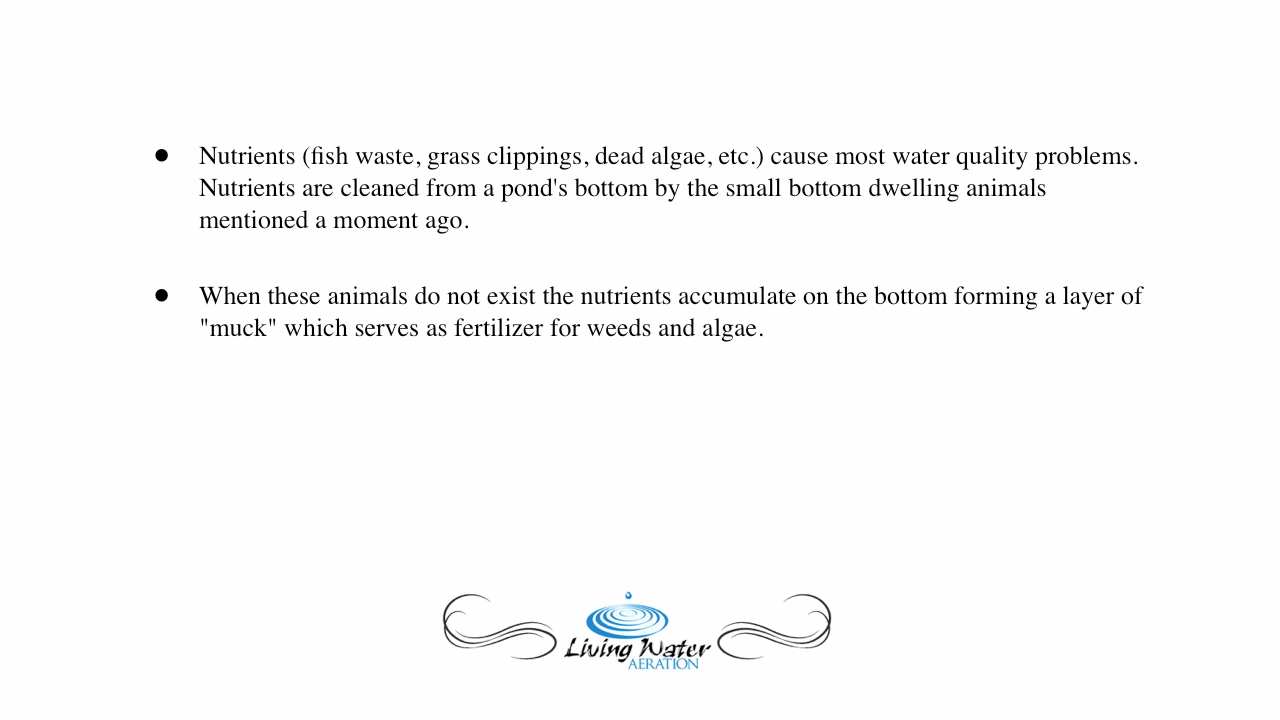 ● Nutrients (fish waste, grass clippings, dead algae, etc.) cause most water quality problems.
Nutrients are cleaned from a pond's bottom by the small bottom dwelling animals
mentioned a moment ago.
● When these animals do not exist the nutrients accumulate on the bottom forming a layer of
"muck" which serves as fertilizer for weeds and algae.
Living Water
AERATION